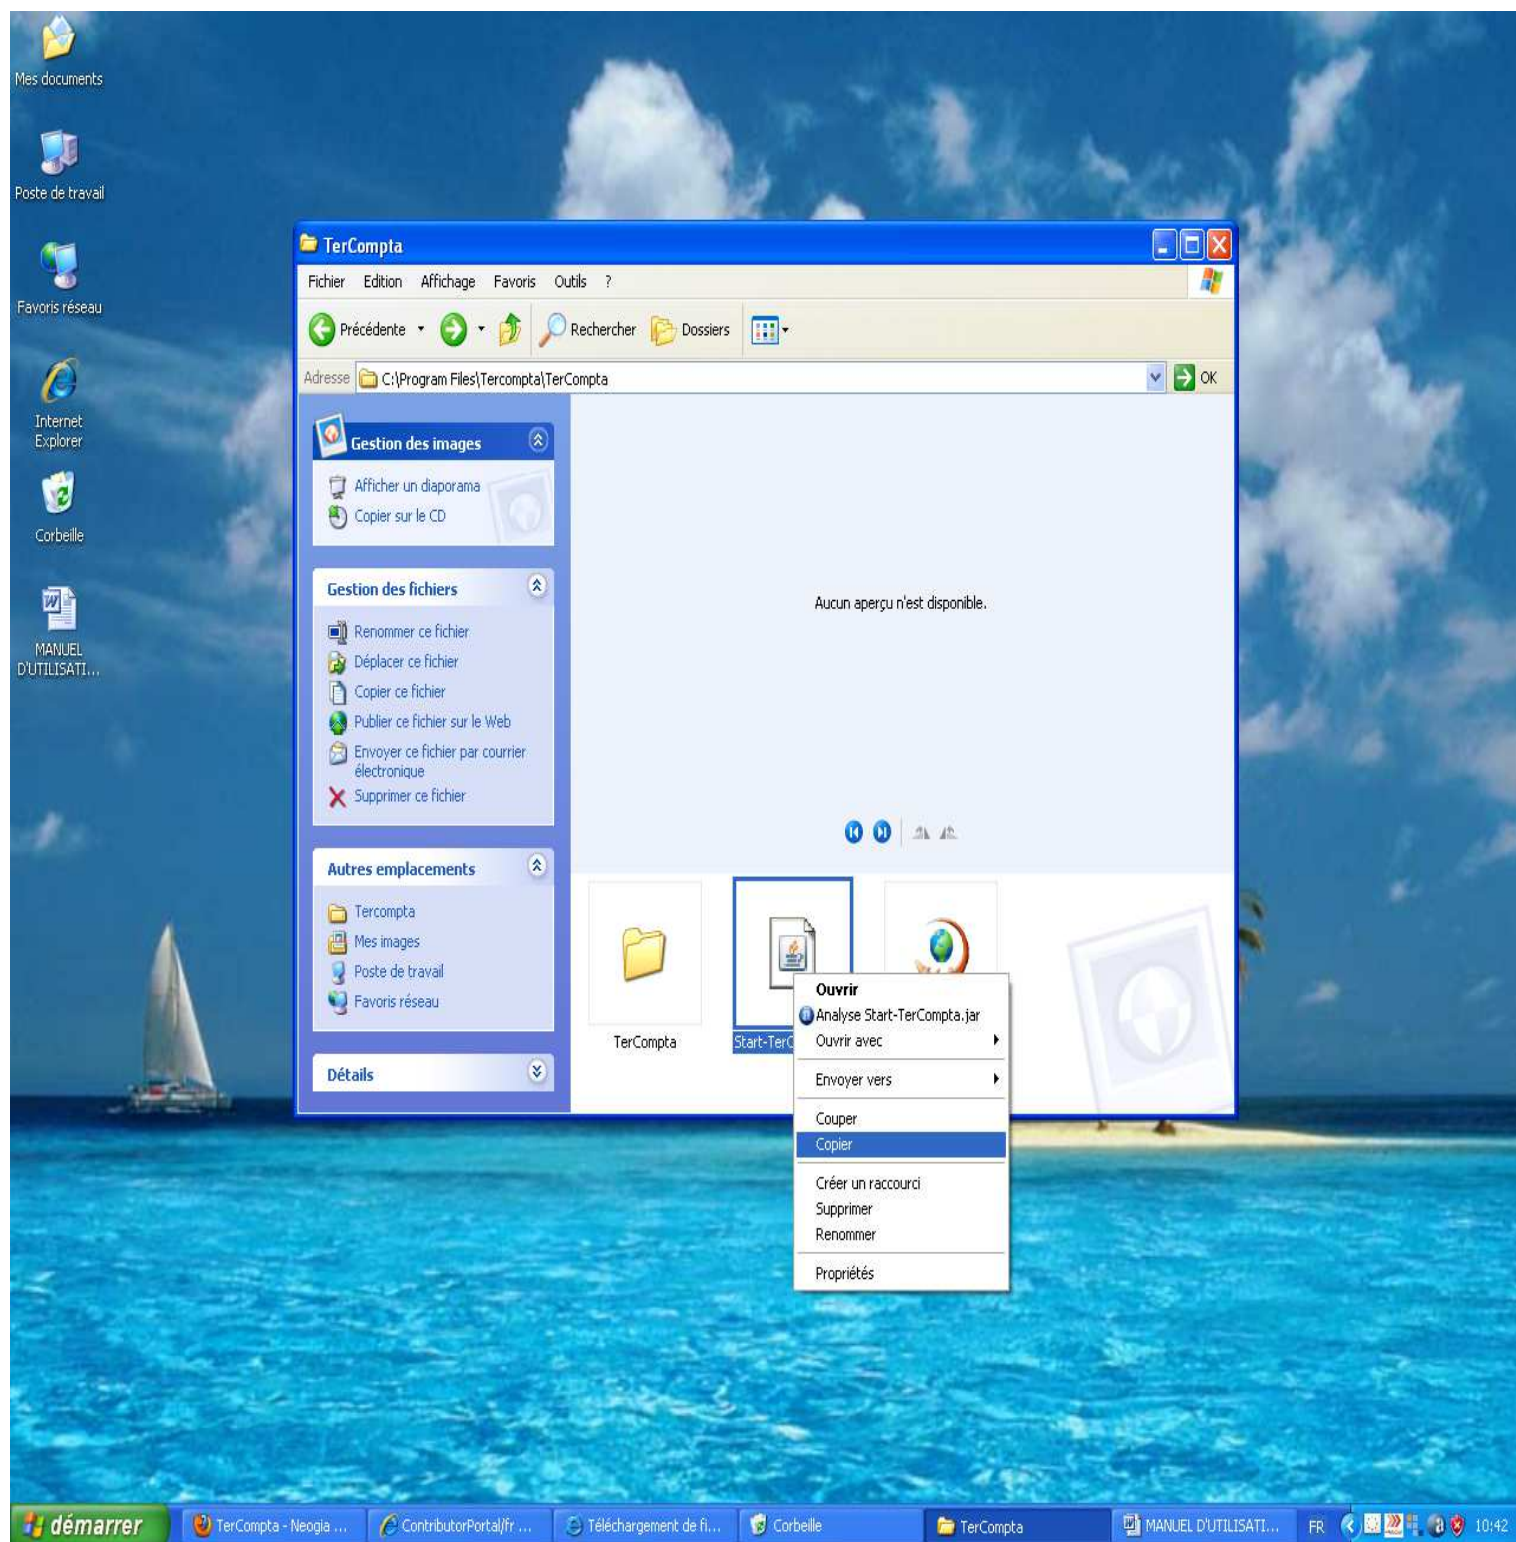 Mes documents
Poste de travail
Favoris réseau
Internet
Explorer
Corbeille
MANUEL
D'UTILISATI...
TerCompta
Fichier Edition Affichage Favoris Outils ?
Précédente Rechercher Dossiers
Adresse C:\Program Files\Tercompta\TerCompta OK
Gestion des images
Afficher un diaporama
Copier sur le CD
Gestion des fichiers
Renommer ce fichier
Déplacer ce fichier
Copier ce fichier
Publier ce fichier sur le Web
Envoyer ce fichier par courrier
électronique
Supprimer ce fichier
Autres emplacements
Tercompta
Mes images
Poste de travail
Favoris réseau
Détails
Aucun aperçu n'est disponible.
TerCompta
Start-TerC
Ouvrir
Analyse Start-TerCompta.jar
Ouvrir avec
Envoyer vers
Couper
Copier
Créer un raccourci
Supprimer
Renommer
Propriétés
démarrer TerCompta - Neogia ... ContributorPortal/fr ... Téléchargement de fi... Corbeille TerCompta MANUEL D'UTILISATI... FR 10:42